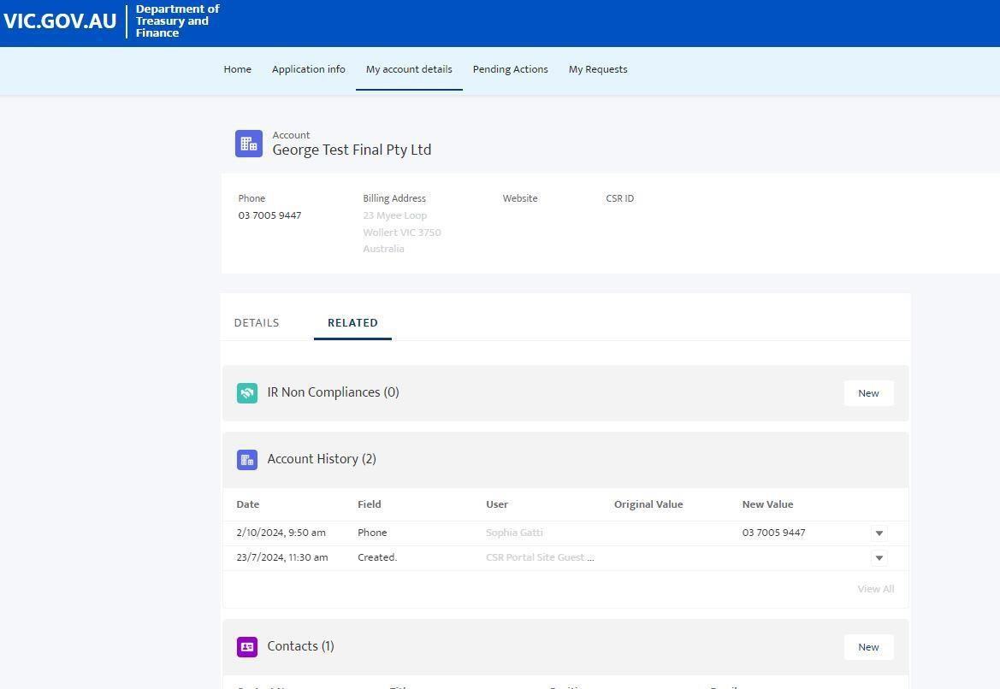 VIC.GOV.AU
Department of
Treasury and
Finance
Home Application info My account details Pending Actions My Requests
Account
George Test Final Pty Ltd
Phone Billing Address Website CSR ID
03 7005 9447 23 Myee Loop
Wollert VIC 3750
Australia
DETAILS RELATED
IR Non Compliances (0) New
Account History (2)
Date Field User Original Value New Value
2/10/2024, 9:50 am Phone Sophia Gatti 03 7005 9447
23/7/2024, 11:30 am Created. CSR Portal Site Guest ...
View All
Contacts (1) New